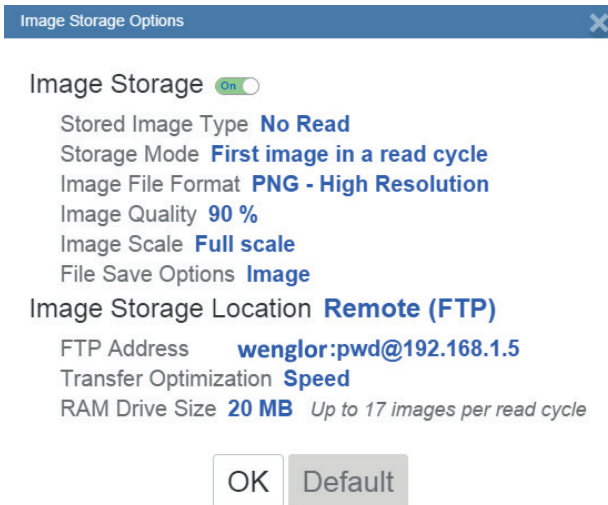 Image Storage Options
Image Storage On
Stored Image Type No Read
Storage Mode First image in a read cycle
Image File Format PNG - High Resolution
Image Quality 90 %
Image Scale Full scale
File Save Options Image
Image Storage Location Remote (FTP)
FTP Address wenglor:pwd@192.168.1.5
Transfer Optimization Speed
RAM Drive Size 20 MB Up to 17 images per read cycle
OK Default